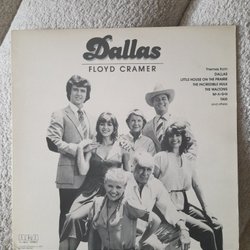 Dallas
FLOYD CRAMER
Themes from:
DALLAS
LITTLE HOUSE ON THE PRAIRIE
THE INCREDIBLE HULK
THE WALTONS
M*A*S*H
TAXI
(and others)
RCA